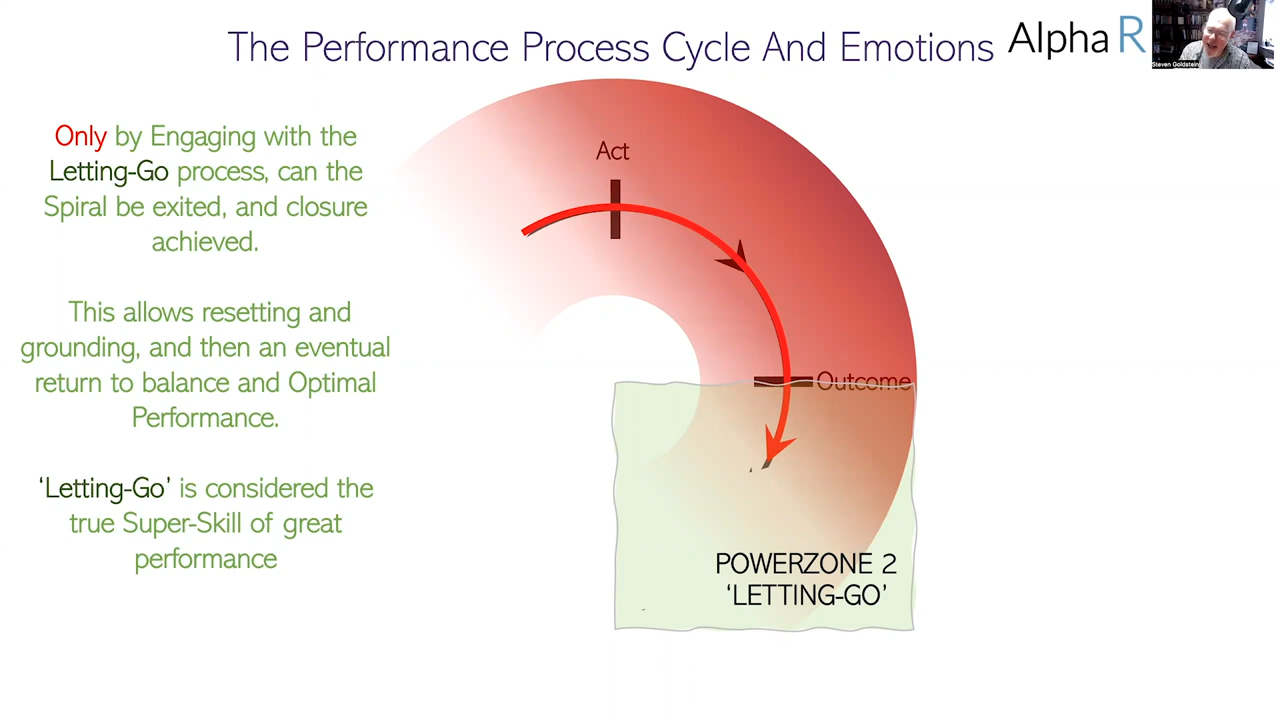 The Performance Process Cycle And Emotions
Alpha R
Steven Goldstein
Only by Engaging with the
Letting-Go process, can the
Spiral be exited, and closure
achieved.
This allows resetting and
grounding, and then an eventual
return to balance and Optimal
Performance.
‘Letting-Go’ is considered the
true Super-Skill of great
performance
Act
Outcome
POWERZONE 2
‘LETTING-GO’